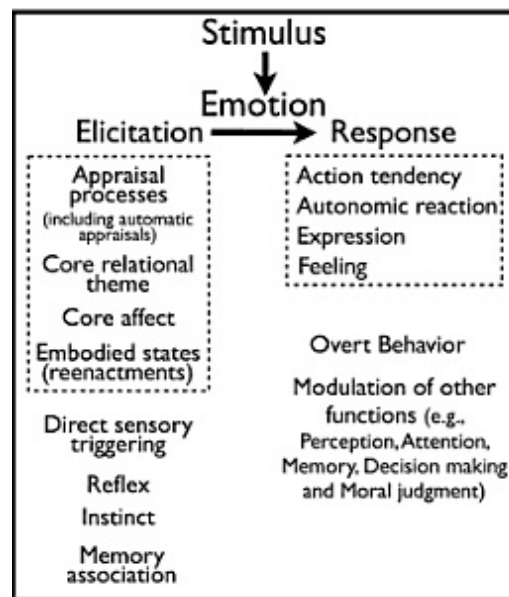 Stimulus
Emotion
Elicitation
Response
Appraisal
processes
(including automatic
appraisals)
Core relational
theme
Core affect
Embodied states
(reenactments)
Direct sensory
triggering
Reflex
Instinct
Memory
association
Action tendency
Autonomic reaction
Expression
Feeling
Overt Behavior
Modulation of other
functions (e.g.,
Perception, Attention,
Memory, Decision making
and Moral judgment)